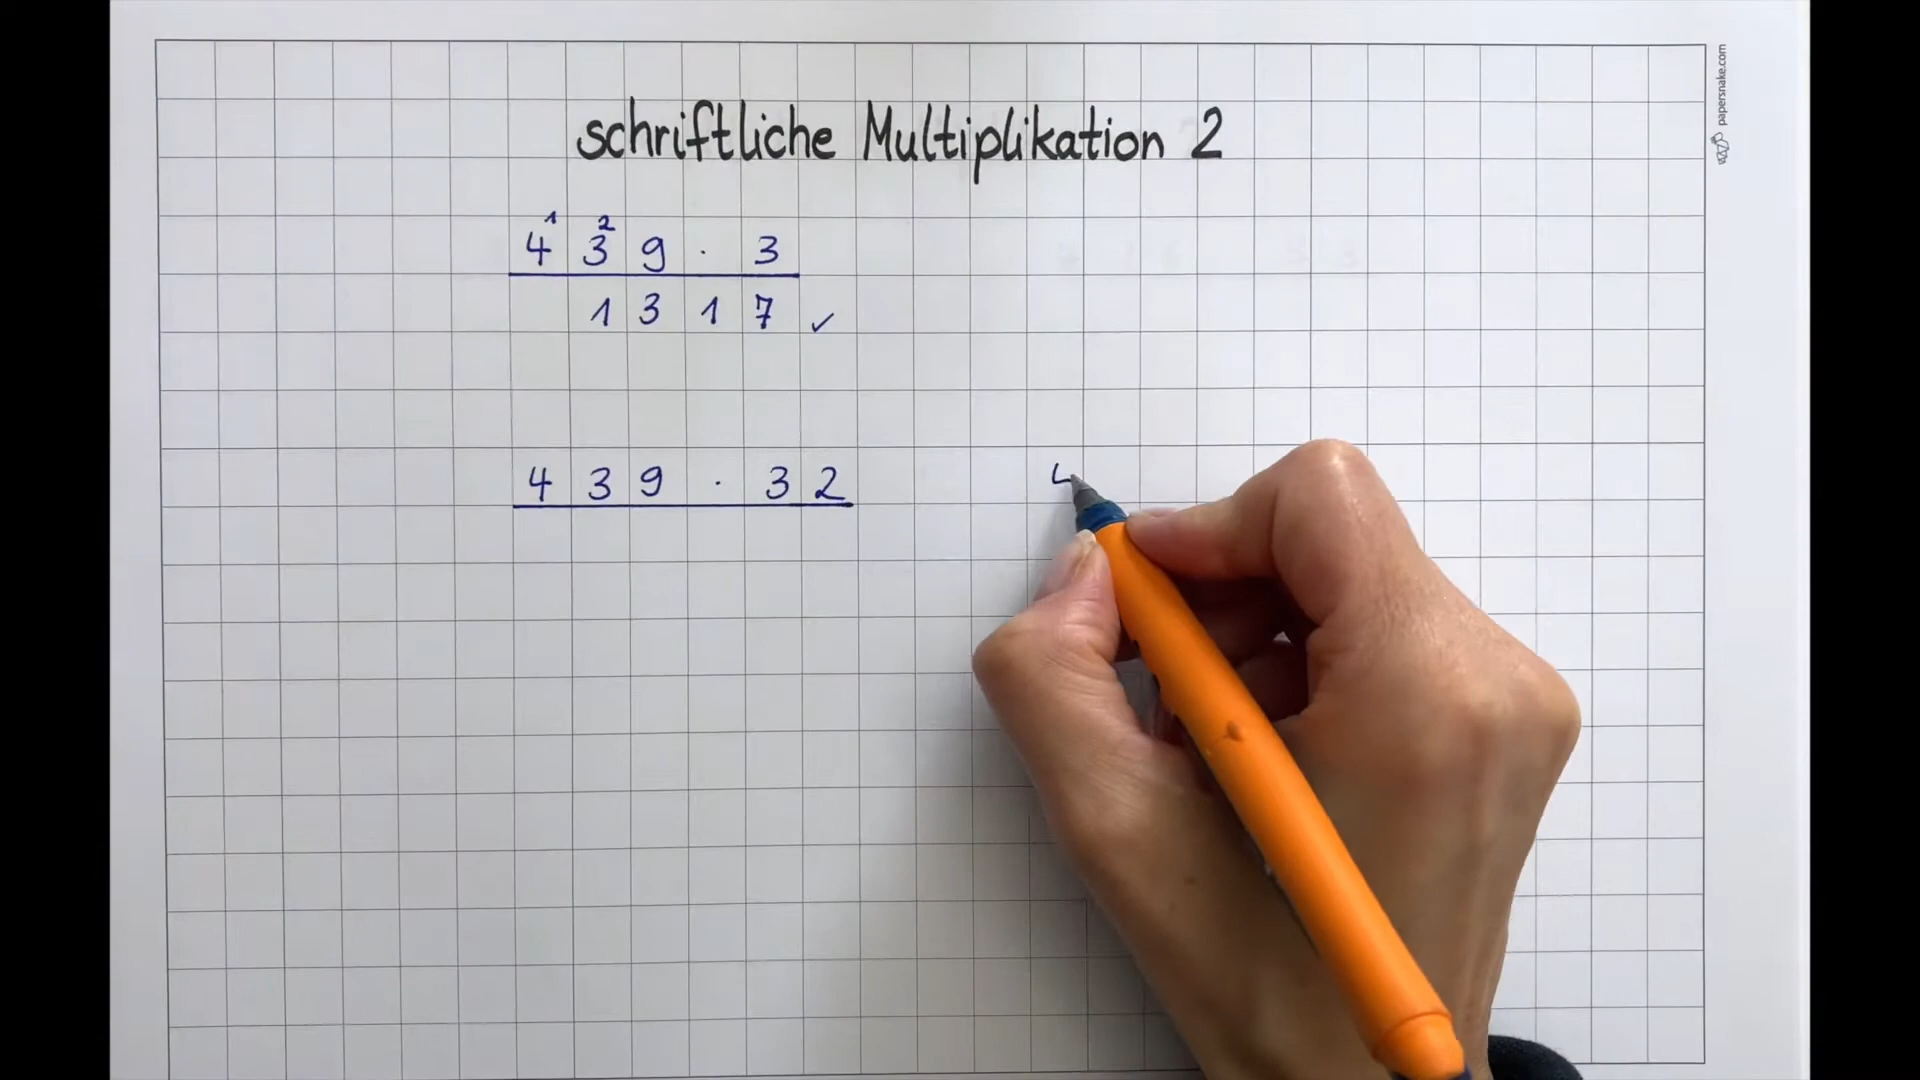 schriftliche Multiplikation 2
1 2
4 3 9 · 3
1 3 1 7 ✓
4 3 9 · 3 2
papersnake.com